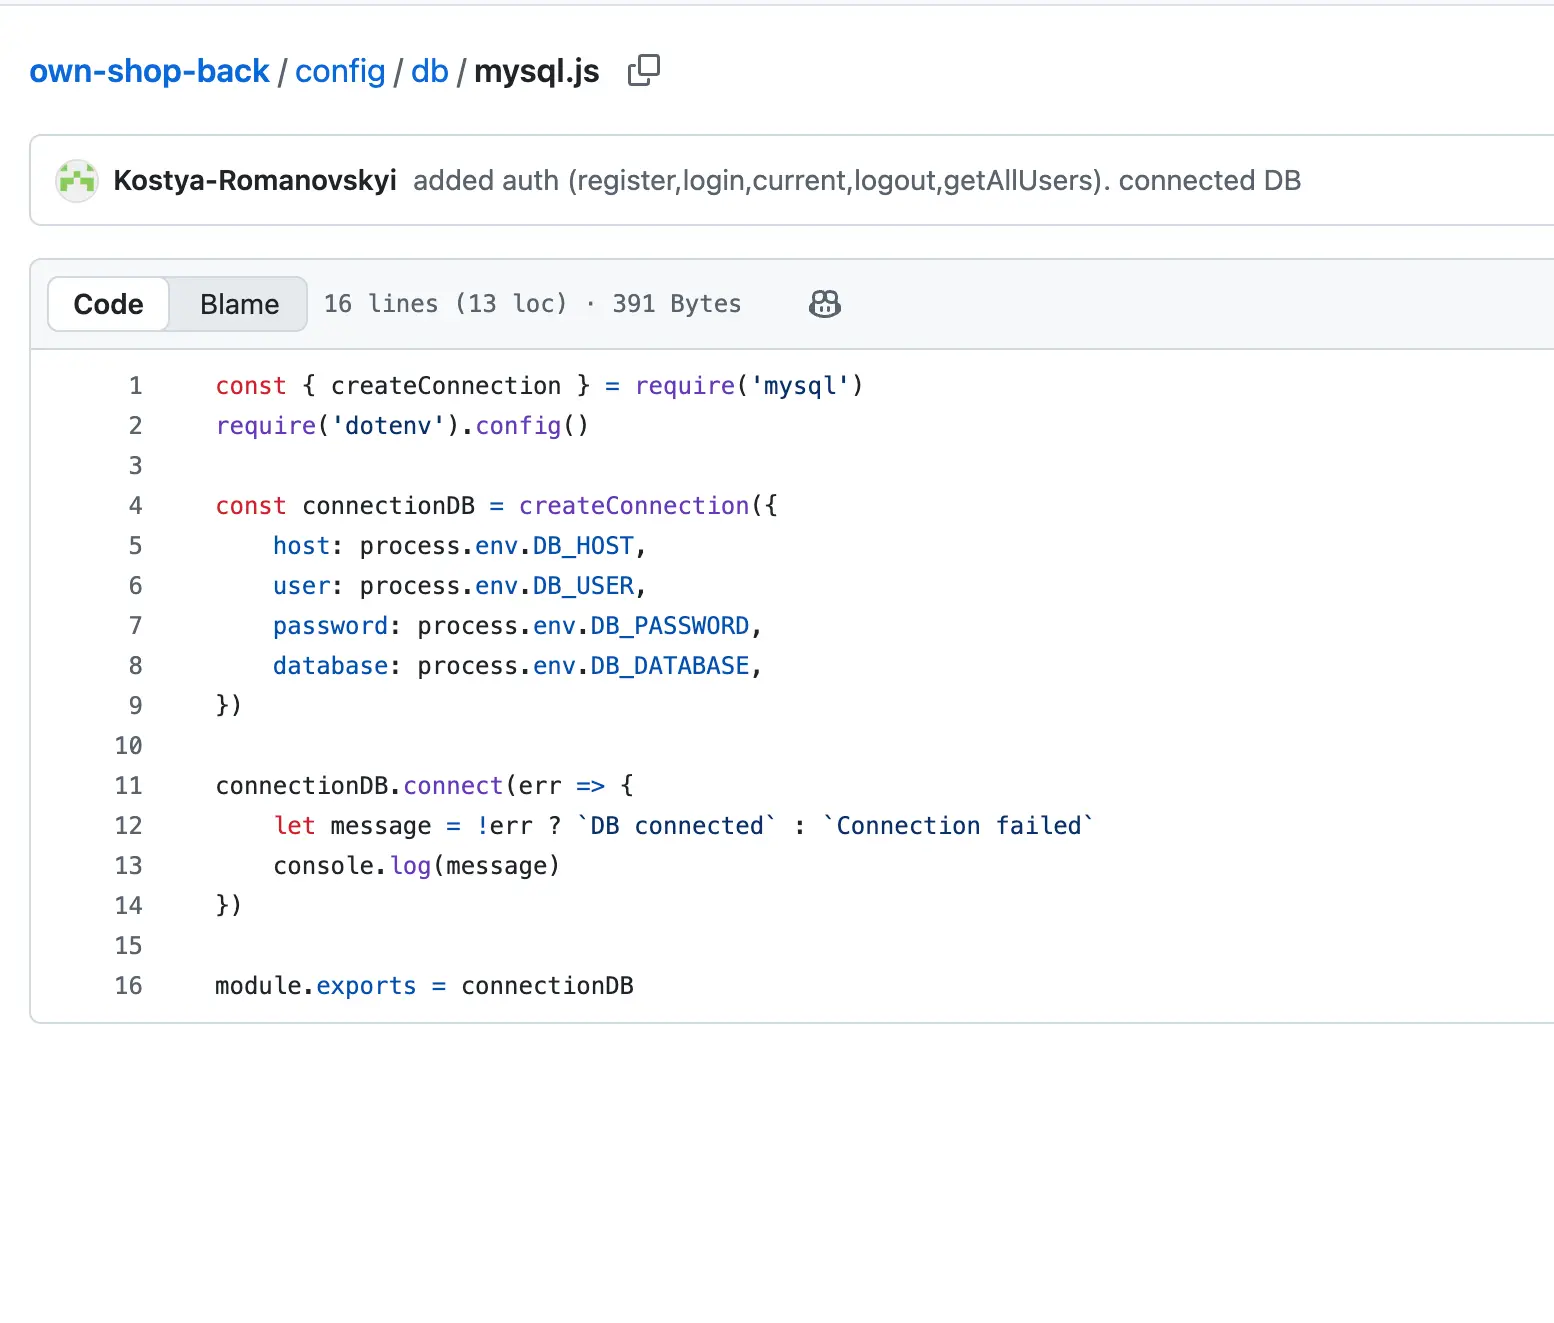 own-shop-back / config / db / mysql.js
Kostya-Romanovskyi added auth (register,login,current,logout,getAllUsers). connected DB
Code Blame 16 lines (13 loc) · 391 Bytes
1 const { createConnection } = require('mysql')
2 require('dotenv').config()
3
4 const connectionDB = createConnection({
5     host: process.env.DB_HOST,
6     user: process.env.DB_USER,
7     password: process.env.DB_PASSWORD,
8     database: process.env.DB_DATABASE,
9 })
10
11 connectionDB.connect(err => {
12     let message = !err ? `DB connected` : `Connection failed`
13     console.log(message)
14 })
15
16 module.exports = connectionDB